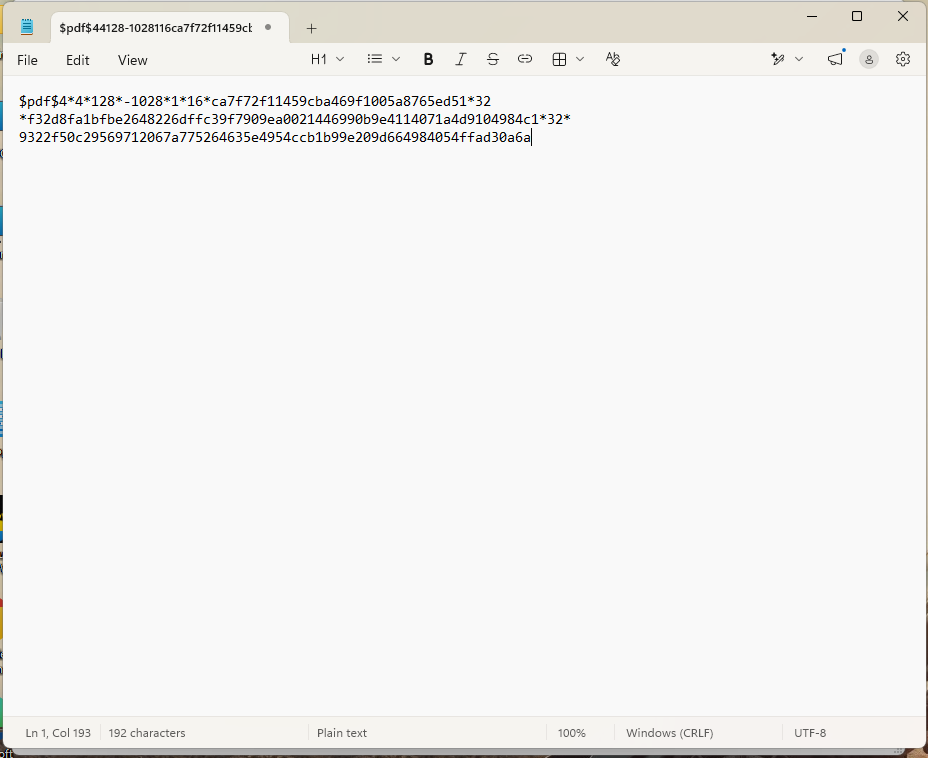 $pdf$44128-1028116ca7f72f11459cb
File Edit View H1 B I S
$pdf$4*4*128*-1028*1*16*ca7f72f11459cba469f1005a8765ed51*32
*f32d8fa1bfbe2648226dffc39f7909ea0021446990b9e4114071a4d9104984c1*32*
9322f50c29569712067a775264635e4954ccb1b99e209d664984054ffad30a6a
Ln 1, Col 193 192 characters Plain text 100% Windows (CRLF) UTF-8